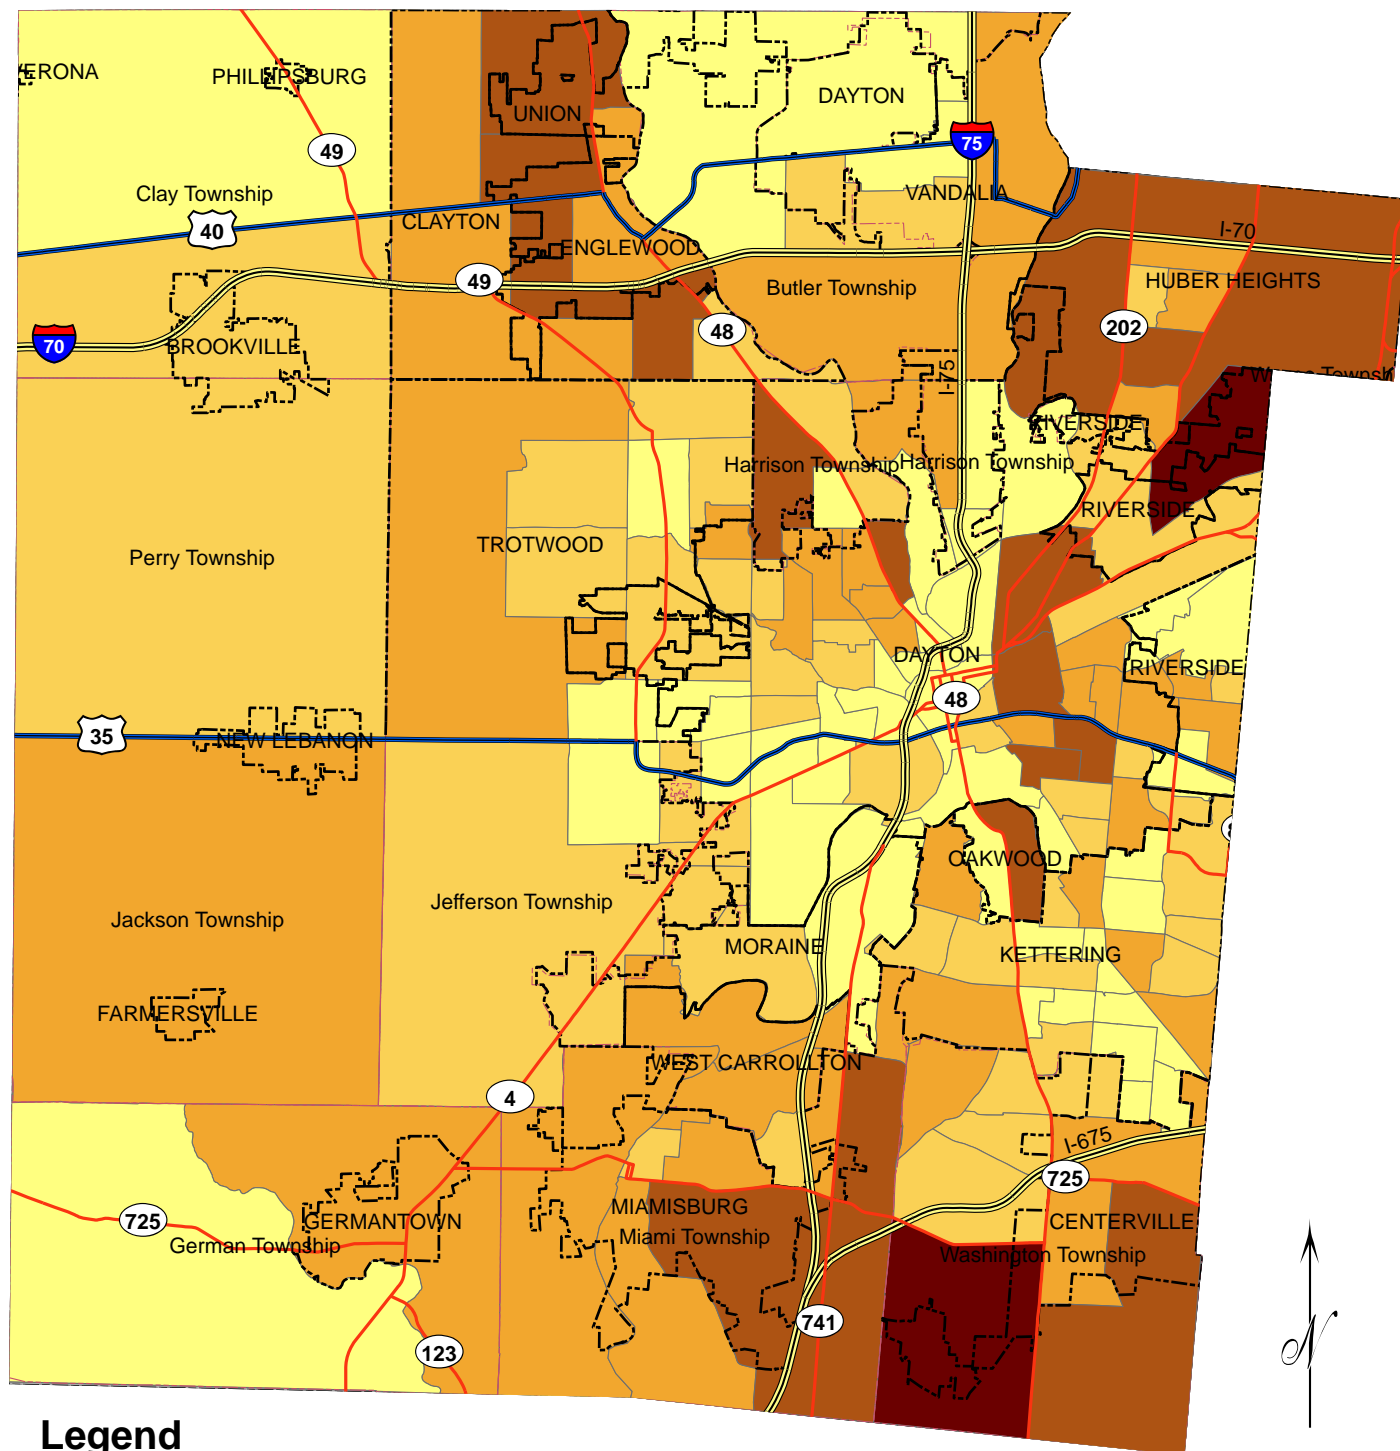 VERONA
PHILLIPSBURG
UNION
DAYTON
49
75
Clay Township
CLAYTON
VANDALIA
40
I-70
ENGLEWOOD
49
Butler Township
HUBER HEIGHTS
48
202
70
BROOKVILLE
I-75
RIVERSIDE
Harrison Township
Harrison Township
RIVERSIDE
Perry Township
TROTWOOD
DAYTON
RIVERSIDE
48
35
NEW LEBANON
OAKWOOD
Jackson Township
Jefferson Township
MORAINE
KETTERING
FARMERSVILLE
WEST CARROLLTON
4
I-675
725
725
MIAMISBURG
GERMANTOWN
CENTERVILLE
German Township
Miami Township
Washington Township
741
123
N
Legend